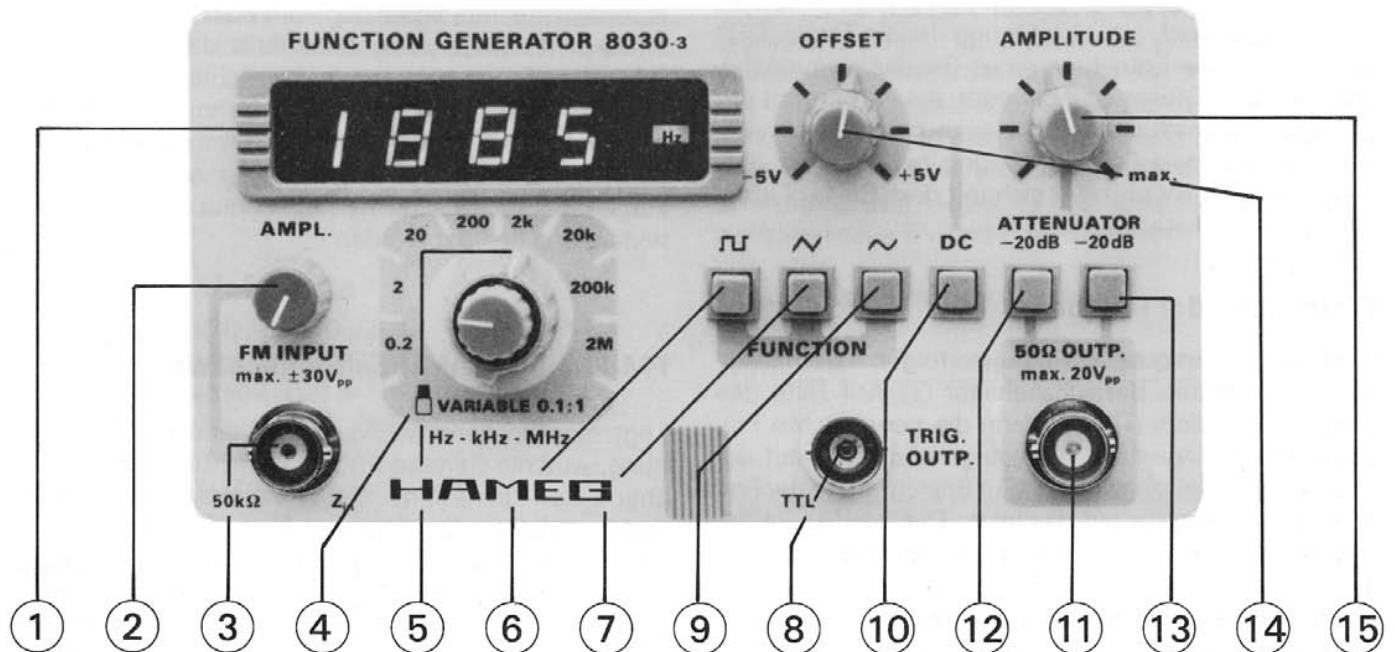 FUNCTION GENERATOR 8030-3
OFFSET
AMPLITUDE
1885
Hz
-5V
+5V
max.
AMPL.
20
200
2k
20k
2
200k
0.2
2M
ATTENUATOR
DC
-20dB
-20dB
FUNCTION
FM INPUT
max. ±30Vpp
50Ω OUTP.
max. 20Vpp
VARIABLE 0.1:1
Hz - kHz - MHz
TRIG.
OUTP.
HAMEG
50kΩ
TTL
1
2
3
4
5
6
7
9
8
10
12
11
13
14
15